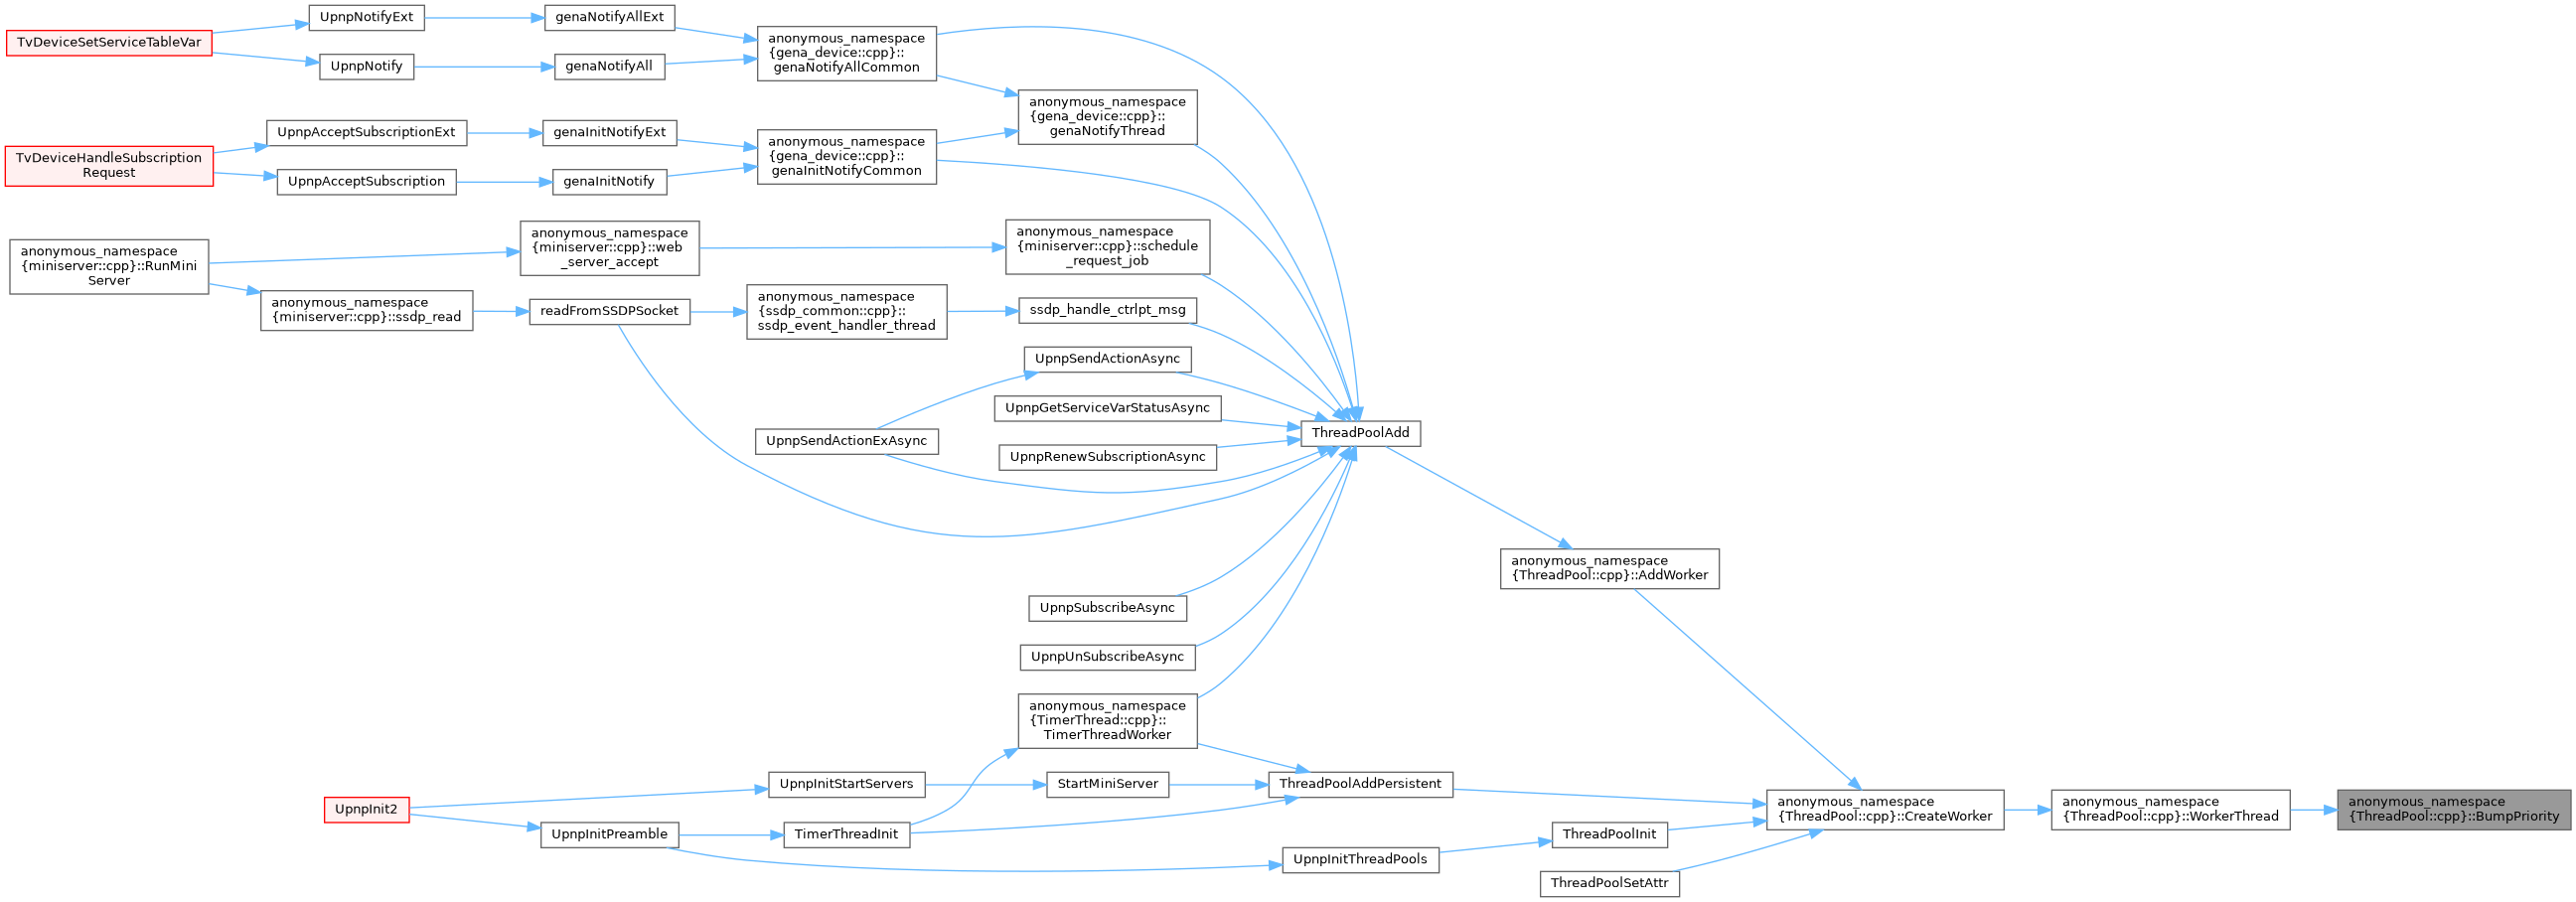 UpnpNotifyExt
genaNotifyAllExt
TvDeviceSetServiceTableVar
anonymous_namespace
{gena_device::cpp}::
genaNotifyAllCommon
UpnpNotify
genaNotifyAll
anonymous_namespace
{gena_device::cpp}::
genaNotifyThread
UpnpAcceptSubscriptionExt
genaInitNotifyExt
TvDeviceHandleSubscription
Request
anonymous_namespace
{gena_device::cpp}::
genaInitNotifyCommon
UpnpAcceptSubscription
genaInitNotify
anonymous_namespace
{miniserver::cpp}::RunMini
Server
anonymous_namespace
{miniserver::cpp}::web
_server_accept
anonymous_namespace
{miniserver::cpp}::schedule
_request_job
anonymous_namespace
{miniserver::cpp}::ssdp_read
readFromSSDPSocket
anonymous_namespace
{ssdp_common::cpp}::
ssdp_event_handler_thread
ssdp_handle_ctrlpt_msg
UpnpSendActionAsync
UpnpGetServiceVarStatusAsync
UpnpSendActionExAsync
ThreadPoolAdd
UpnpRenewSubscriptionAsync
anonymous_namespace
{ThreadPool::cpp}::AddWorker
UpnpSubscribeAsync
UpnpUnSubscribeAsync
anonymous_namespace
{TimerThread::cpp}::
TimerThreadWorker
UpnpInitStartServers
StartMiniServer
ThreadPoolAddPersistent
UpnpInit2
anonymous_namespace
{ThreadPool::cpp}::CreateWorker
anonymous_namespace
{ThreadPool::cpp}::WorkerThread
anonymous_namespace
{ThreadPool::cpp}::BumpPriority
UpnpInitPreamble
TimerThreadInit
ThreadPoolInit
UpnpInitThreadPools
ThreadPoolSetAttr